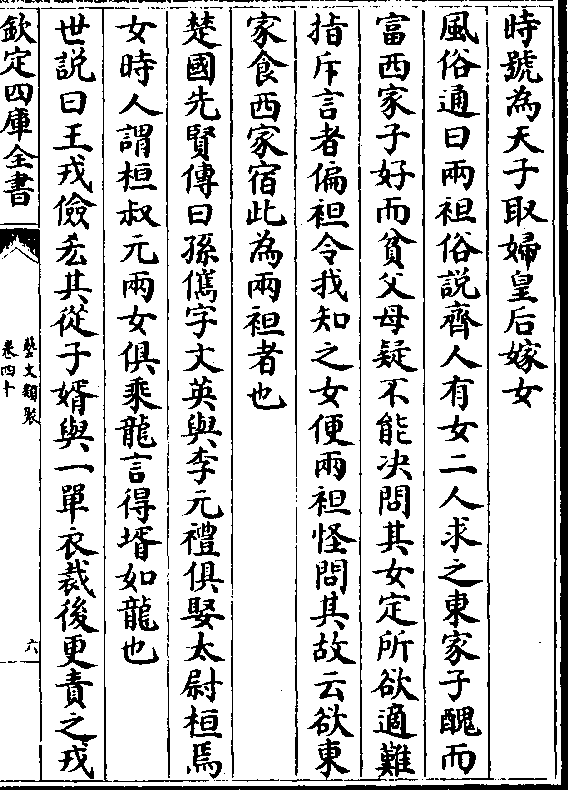 時號為天子取婦皇后嫁女
風俗通曰兩袒俗説齊人有女二人求之東家子醜而
富西家子好而貧父母疑不能决問其女定所欲適難
指斥言者偏袒令我知之女便兩袒怪問其故云欲東
家食西家宿此為兩袒者也
楚國先賢傳曰孫儁字文英與李元禮俱娶太尉桓焉
女時人謂桓叔元兩女俱乘龍言得壻如龍也
世説曰王戎儉丟其從子婿與一單衣裁後更責之戎
欽定四庫全書
藝文類聚
卷四十
六